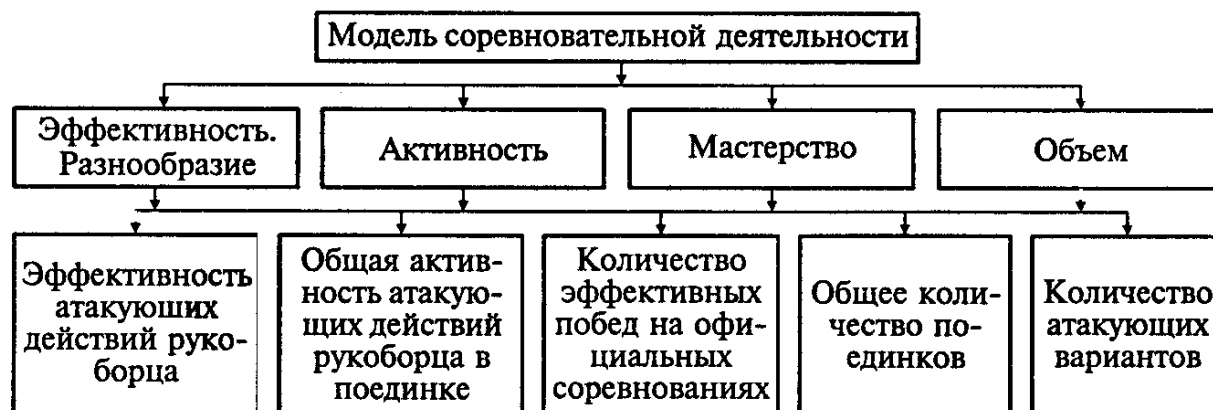 Модель соревновательной деятельности
Эффективность.
Разнообразие
Активность
Мастерство
Объем
Эффективность
атакуюших
действий руко-
борца
Общая актив-
ность атакую-
щих действий
рукоборца в
поединке
Количество
эффективных
побед на офи-
циальных
соревнованиях
Общее коли-
чество по-
единков
Количество
атакующих
вариантов